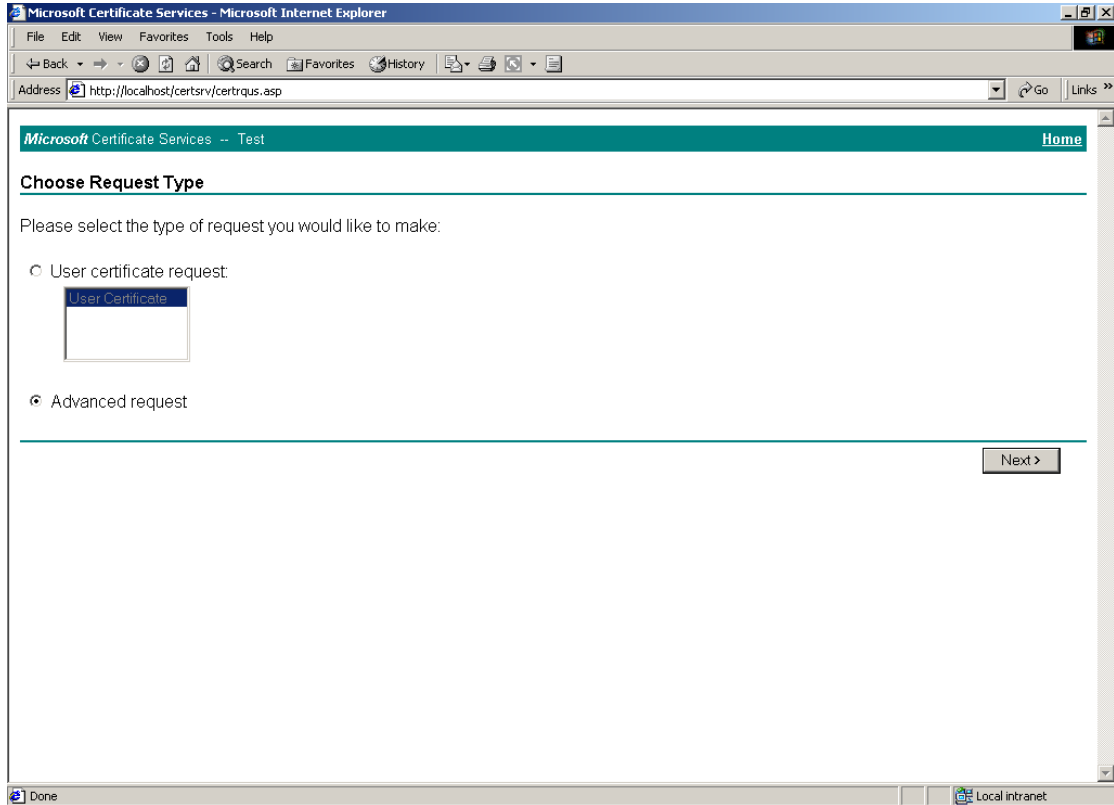 Microsoft Certificate Services - Microsoft Internet Explorer
File Edit View Favorites Tools Help
Back Search Favorites History
Address http://localhost/certsrv/certrqus.asp Go Links »
Microsoft Certificate Services -- Test Home
Choose Request Type
Please select the type of request you would like to make:
User certificate request:
User Certificate
Advanced request
Next >
Done Local intranet